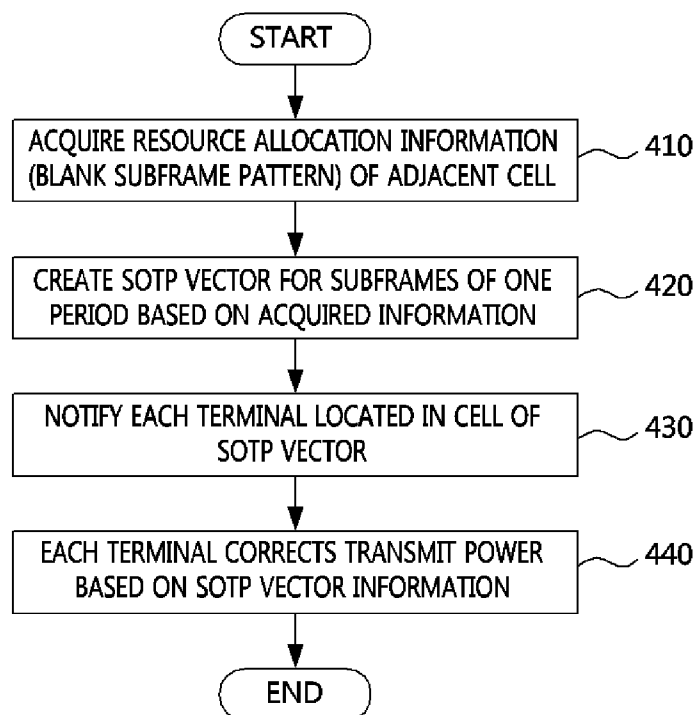 START
ACQUIRE RESOURCE ALLOCATION INFORMATION
(BLANK SUBFRAME PATTERN) OF ADJACENT CELL
410
CREATE SOTP VECTOR FOR SUBFRAMES OF ONE
PERIOD BASED ON ACQUIRED INFORMATION
420
NOTIFY EACH TERMINAL LOCATED IN CELL OF
SOTP VECTOR
430
EACH TERMINAL CORRECTS TRANSMIT POWER
BASED ON SOTP VECTOR INFORMATION
440
END